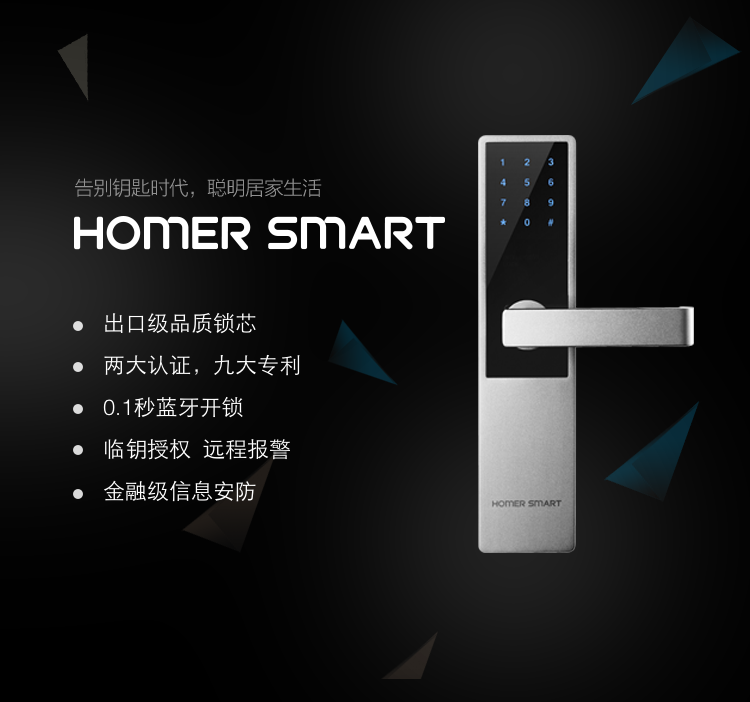 告别钥匙时代，聪明居家生活
HOMER SMART
出口级品质锁芯
两大认证，九大专利
0.1秒蓝牙开锁
临钥授权 远程报警
金融级信息安防
1 2 3
4 5 6
7 8 9
* 0 #
HOMER SMART